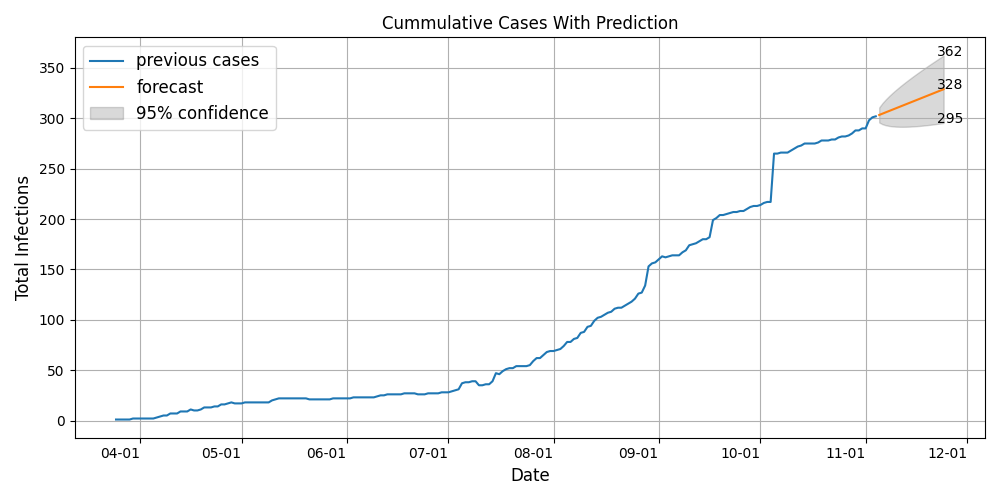 Cummulative Cases With Prediction
previous cases
forecast
95% confidence
362
328
295
350
300
250
200
150
100
50
0
Total Infections
04-01 05-01 06-01 07-01 08-01 09-01 10-01 11-01 12-01
Date